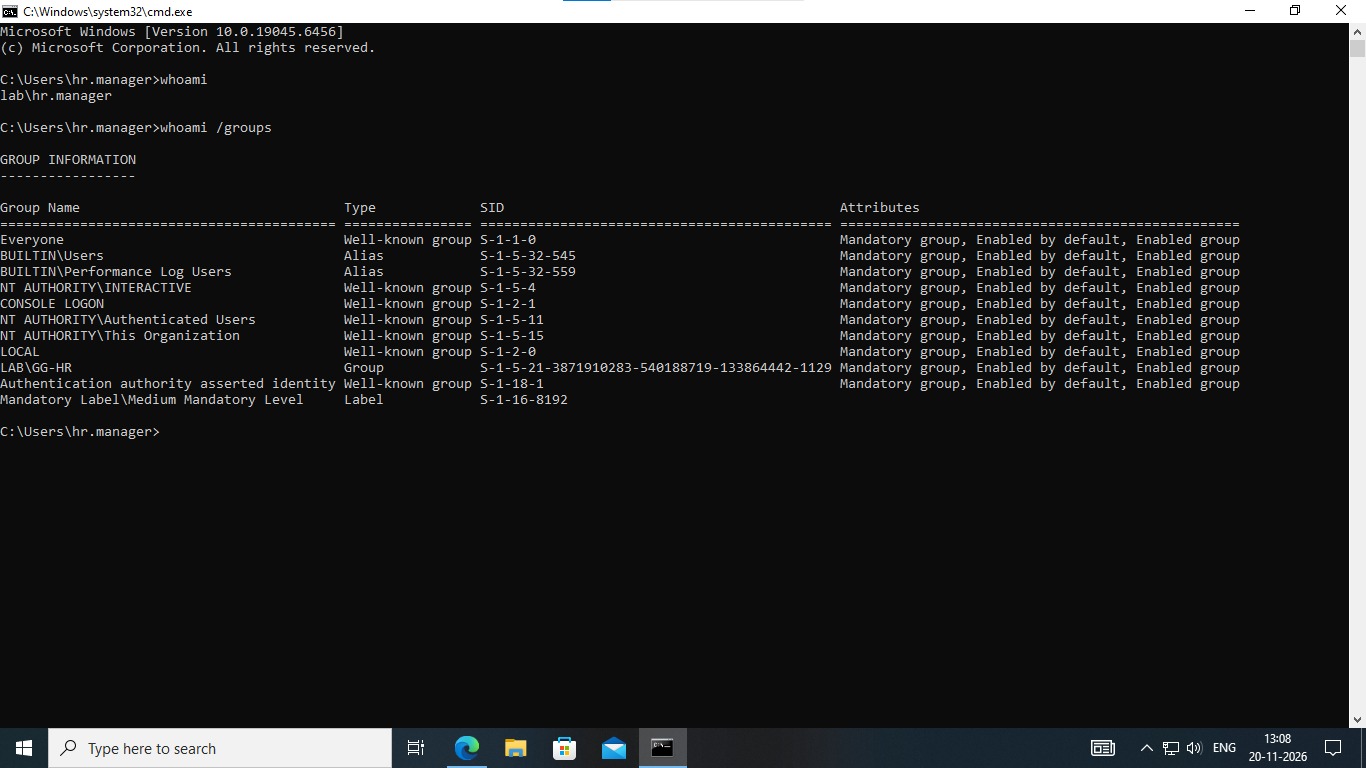 C:\Windows\system32\cmd.exe
Microsoft Windows [Version 10.0.19045.6456]
(c) Microsoft Corporation. All rights reserved.
C:\Users\hr.manager>whoami
lab\hr.manager
C:\Users\hr.manager>whoami /groups
GROUP INFORMATION
-----------------
Group Name Type SID Attributes
========================================== ================ ============================================ ==================================================
Everyone Well-known group S-1-1-0 Mandatory group, Enabled by default, Enabled group
BUILTIN\Users Alias S-1-5-32-545 Mandatory group, Enabled by default, Enabled group
BUILTIN\Performance Log Users Alias S-1-5-32-559 Mandatory group, Enabled by default, Enabled group
NT AUTHORITY\INTERACTIVE Well-known group S-1-5-4 Mandatory group, Enabled by default, Enabled group
CONSOLE LOGON Well-known group S-1-2-1 Mandatory group, Enabled by default, Enabled group
NT AUTHORITY\Authenticated Users Well-known group S-1-5-11 Mandatory group, Enabled by default, Enabled group
NT AUTHORITY\This Organization Well-known group S-1-5-15 Mandatory group, Enabled by default, Enabled group
LOCAL Well-known group S-1-2-0 Mandatory group, Enabled by default, Enabled group
LAB\GG-HR Group S-1-5-21-3871910283-540188719-133864442-1129 Mandatory group, Enabled by default, Enabled group
Authentication authority asserted identity Well-known group S-1-18-1 Mandatory group, Enabled by default, Enabled group
Mandatory Label\Medium Mandatory Level Label S-1-16-8192
C:\Users\hr.manager>
Type here to search
ENG
13:08
20-11-2026